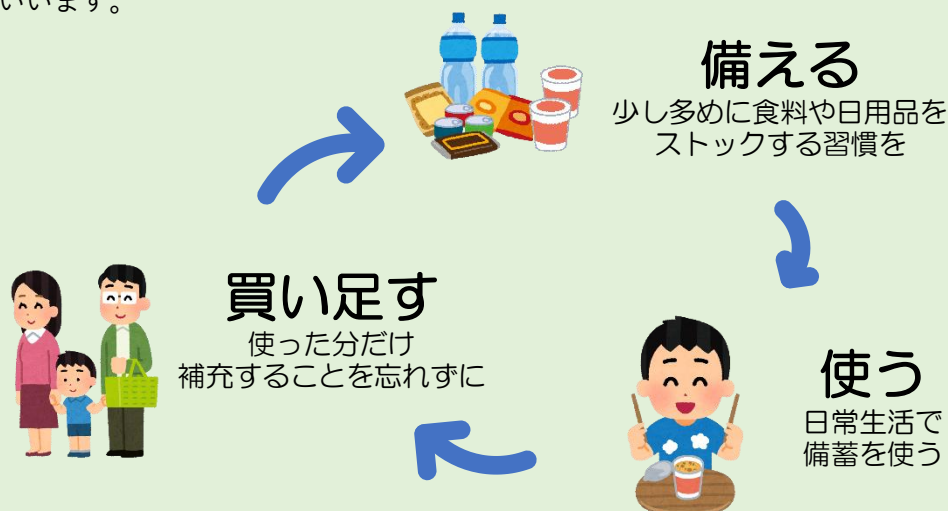 いいます。
備える
少し多めに食料や日用品を
ストックする習慣を
使う
日常生活で
備蓄を使う
買い足す
使った分だけ
補充することを忘れずに